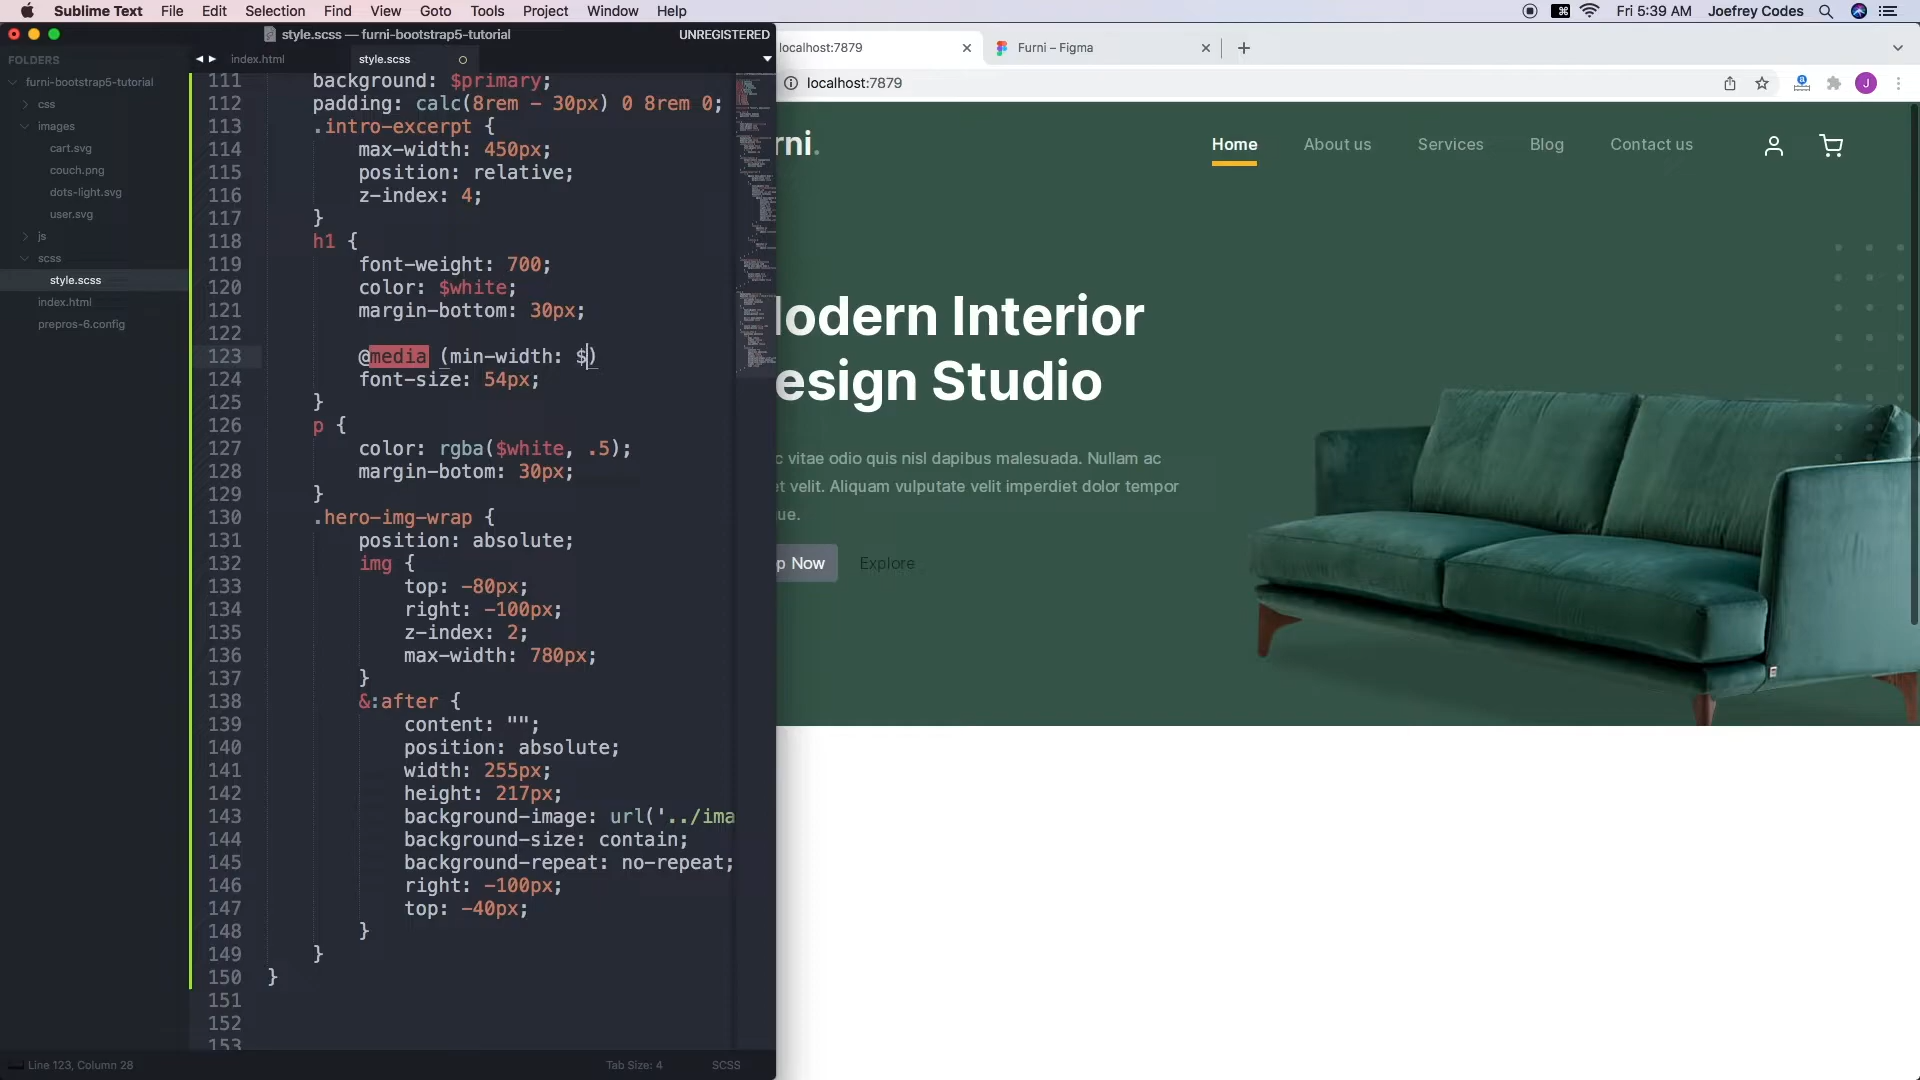 Sublime Text File Edit Selection Find View Goto Tools Project Window Help
Fri 5:39 AM Joefrey Codes
style.scss — furni-bootstrap5-tutorial
UNREGISTERED
FOLDERS
furni-bootstrap5-tutorial
css
images
cart.svg
couch.png
dots-light.svg
user.svg
js
scss
style.scss
index.html
prepros-6.config
index.html
style.scss
111 background: $primary;
112 padding: calc(8rem - 30px) 0 8rem 0;
113 .intro-excerpt {
114 max-width: 450px;
115 position: relative;
116 z-index: 4;
117 }
118 h1 {
119 font-weight: 700;
120 color: $white;
121 margin-bottom: 30px;
122
123 @media (min-width: $)
124 font-size: 54px;
125 }
126 p {
127 color: rgba($white, .5);
128 margin-botom: 30px;
129 }
130 .hero-img-wrap {
131 position: absolute;
132 img {
133 top: -80px;
134 right: -100px;
135 z-index: 2;
136 max-width: 780px;
137 }
138 &:after {
139 content: "";
140 position: absolute;
141 width: 255px;
142 height: 217px;
143 background-image: url('../ima
144 background-size: contain;
145 background-repeat: no-repeat;
146 right: -100px;
147 top: -40px;
148 }
149 }
150 }
151
152
153
Line 123, Column 28
Tab Size: 4
SCSS
localhost:7879
Furni – Figma
localhost:7879
J
rni.
Home
About us
Services
Blog
Contact us
lodern Interior
esign Studio
c vitae odio quis nisl dapibus malesuada. Nullam ac
et velit. Aliquam vulputate velit imperdiet dolor tempor
ue.
p Now
Explore